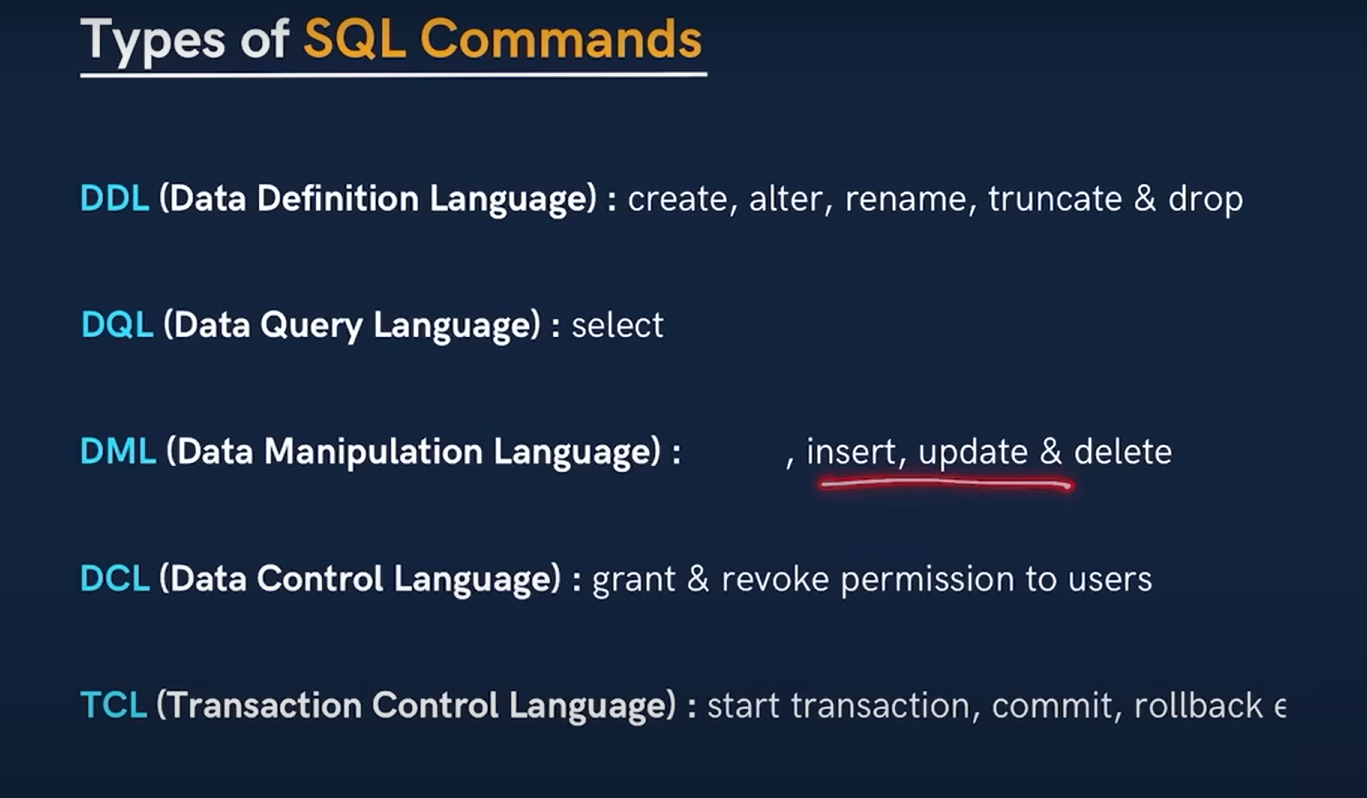 Types of SQL Commands
DDL (Data Definition Language) : create, alter, rename, truncate & drop
DQL (Data Query Language) : select
DML (Data Manipulation Language) : , insert, update & delete
DCL (Data Control Language) : grant & revoke permission to users
TCL (Transaction Control Language) : start transaction, commit, rollback